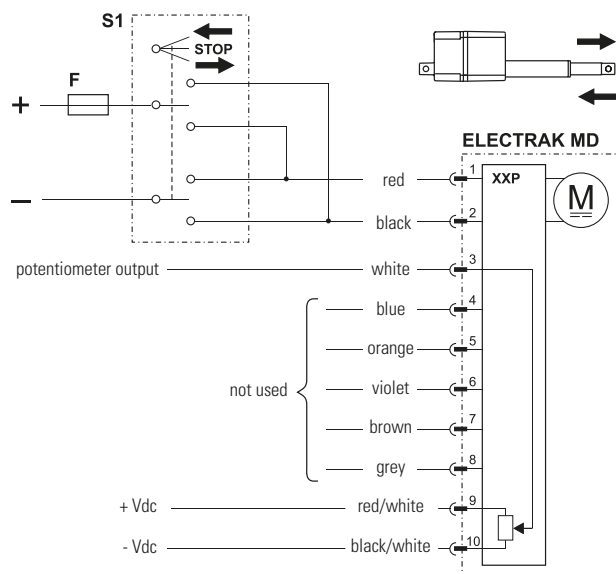 S1
STOP
F
+
–
ELECTRAK MD
XXP
M
red 1
black 2
potentiometer output white 3
blue 4
orange 5
not used violet 6
brown 7
grey 8
+ Vdc red/white 9
- Vdc black/white 10